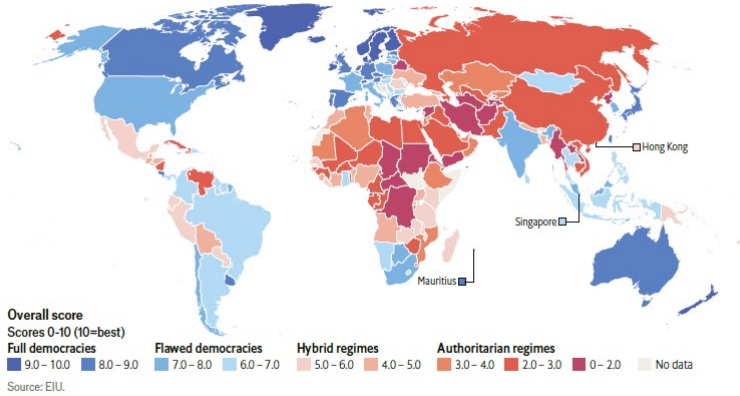 Hong Kong
Singapore
Mauritius
Overall score
Scores 0-10 (10=best)
Full democracies Flawed democracies Hybrid regimes Authoritarian regimes
9.0 – 10.0 8.0 – 9.0 7.0 – 8.0 6.0 – 7.0 5.0 – 6.0 4.0 – 5.0 3.0 – 4.0 2.0 – 3.0 0 – 2.0 No data
Source: EIU.